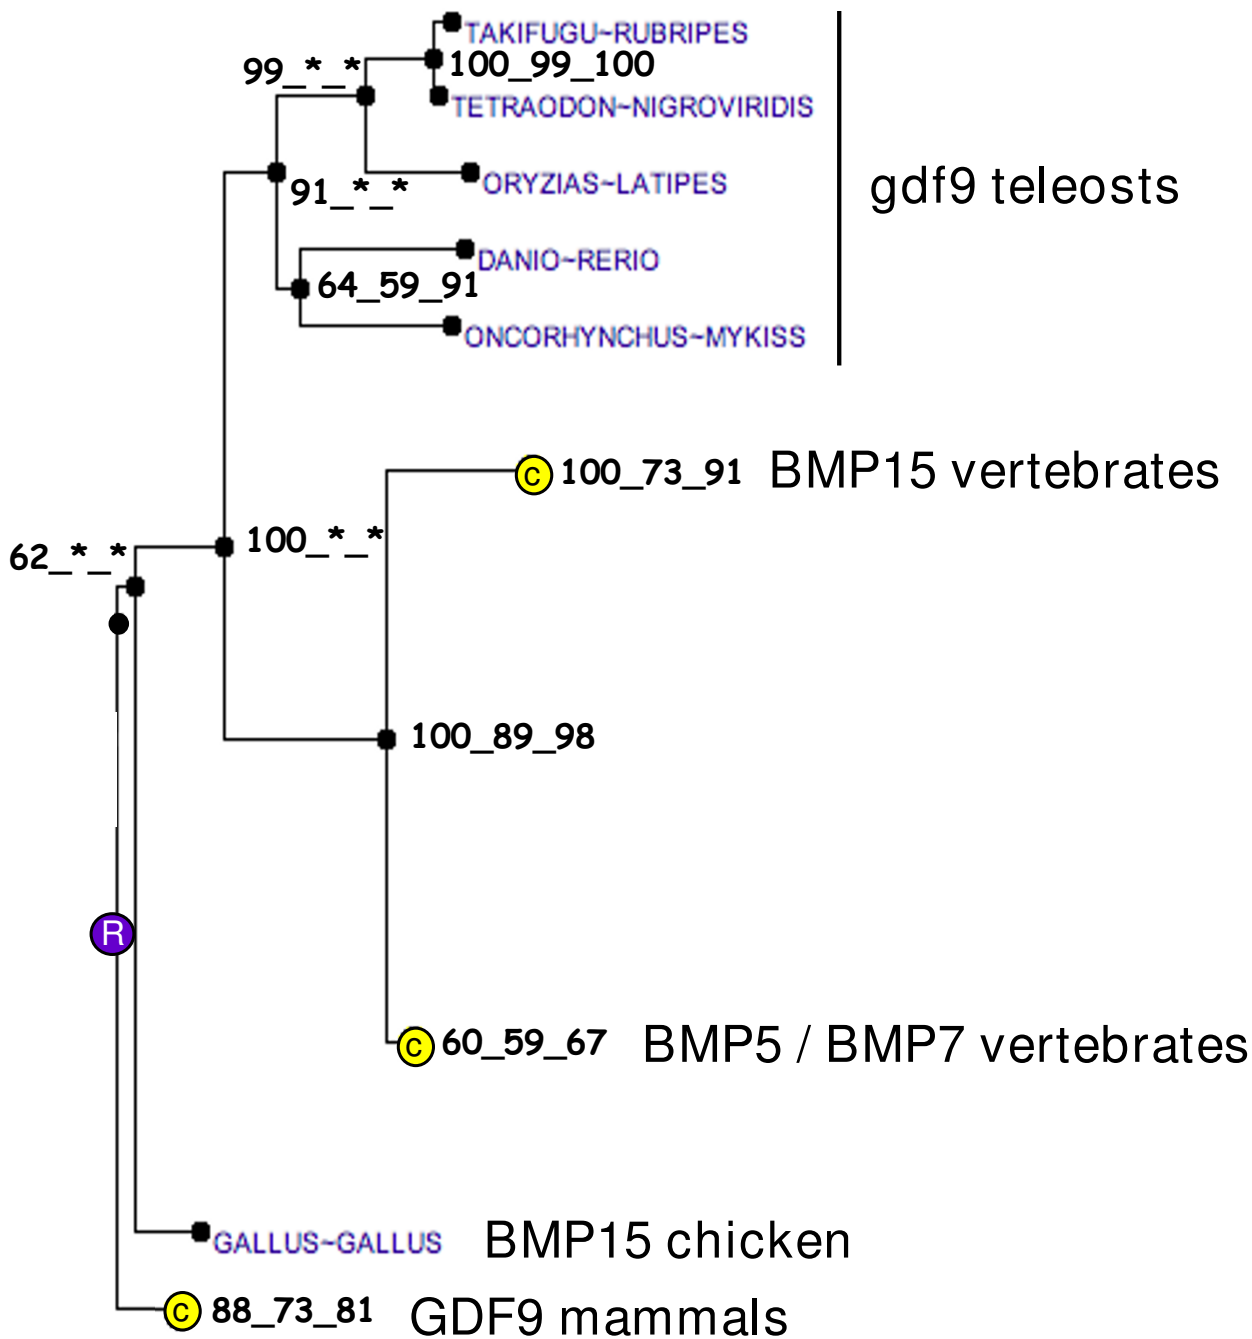 TAKIFUGU~RUBRIPES
99_*_*
100_99_100
TETRAODON~NIGROVIRIDIS
91_*_*
ORYZIAS~LATIPES
gdf9 teleosts
DANIO~RERIO
64_59_91
ONCORHYNCHUS~MYKISS
C 100_73_91 BMP15 vertebrates
62_*_*
100_*_*
100_89_98
R
C 60_59_67 BMP5 / BMP7 vertebrates
GALLUS~GALLUS BMP15 chicken
C 88_73_81 GDF9 mammals